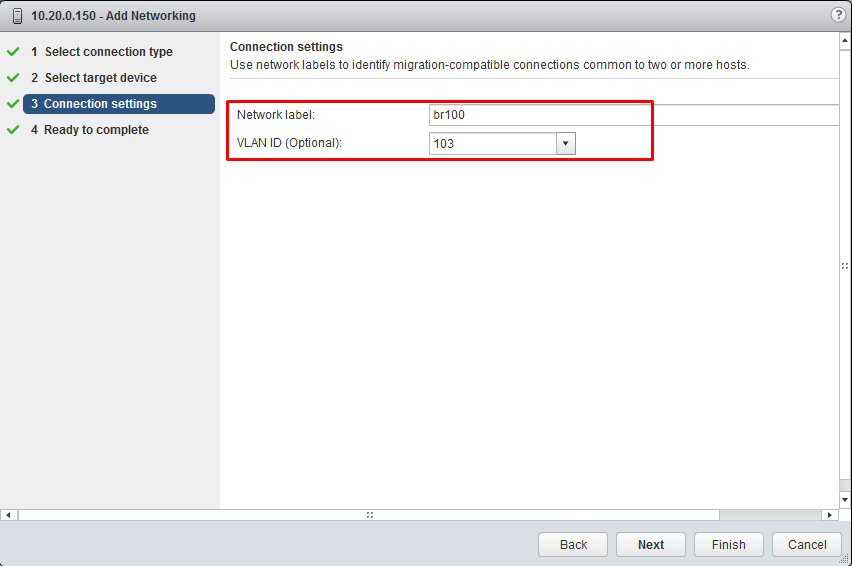 10.20.0.150 - Add Networking
?
1 Select connection type
2 Select target device
3 Connection settings
4 Ready to complete
Connection settings
Use network labels to identify migration-compatible connections common to two or more hosts.
Network label: br100
VLAN ID (Optional): 103
Back Next Finish Cancel